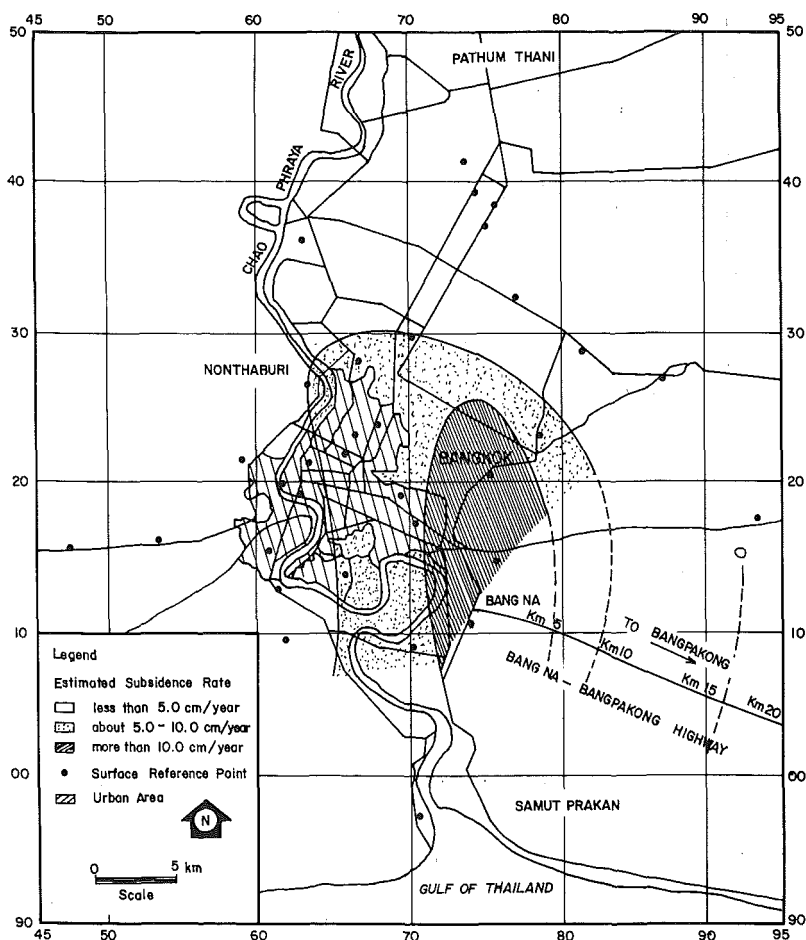 45 50 60 70 80 90 95
50 50
PATHUM THANI
RIVER
PHRAYA
CHAO
40 40
30 30
NONTHABURI
BANGKOK
20 20
O
BANG NA
Km 5
TO BANGPAKONG
10
Km10
Km 15
Km 20
BANG NA – BANGPAKONG HIGHWAY
Legend
Estimated Subsidence Rate
less than 5.0 cm/year
about 5.0 - 10.0 cm/year
more than 10.0 cm/year
Surface Reference Point
Urban Area
N
0 5 km
Scale
00
SAMUT PRAKAN
GULF OF THAILAND
90 90
45 50 60 70 80 90 95